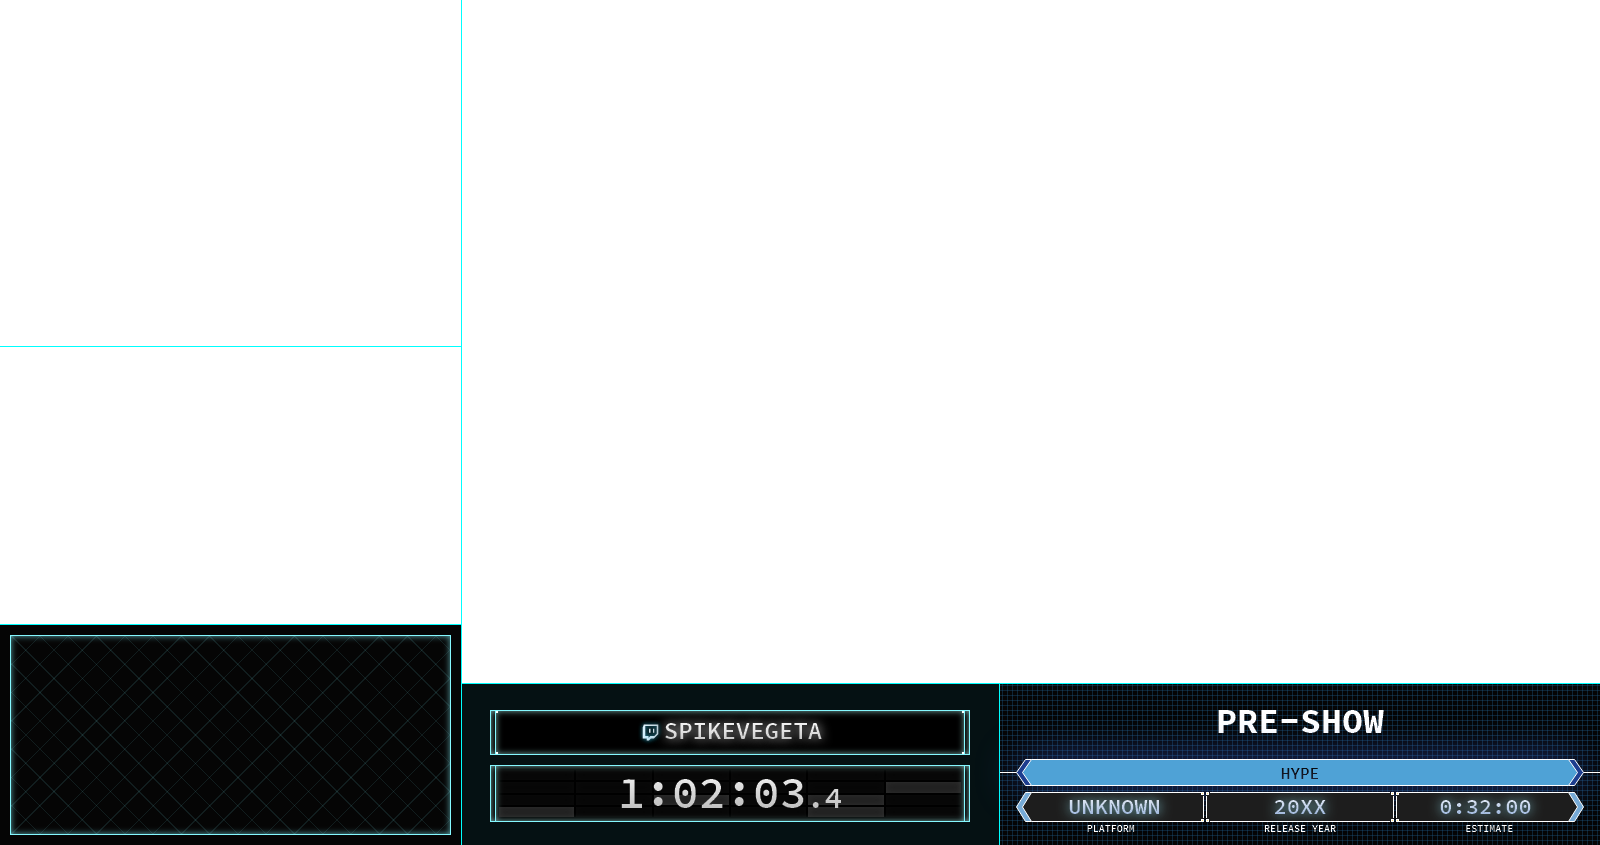 SPIKEVEGETA
1:02:03.4
PRE-SHOW
HYPE
UNKNOWN 20XX 0:32:00
PLATFORM RELEASE YEAR ESTIMATE